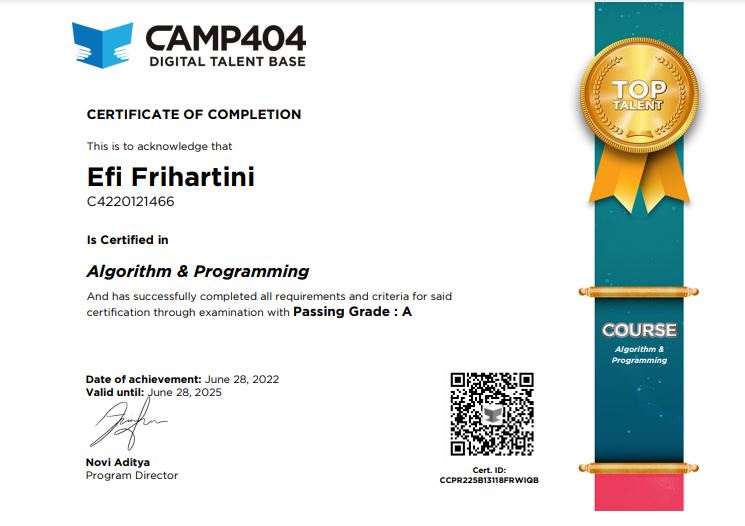 CAMP404
DIGITAL TALENT BASE
CERTIFICATE OF COMPLETION
This is to acknowledge that
Efi Frihartini
C4220121466
Is Certified in
Algorithm & Programming
And has successfully completed all requirements and criteria for said
certification through examination with Passing Grade : A
Date of achievement: June 28, 2022
Valid until: June 28, 2025
Novi Aditya
Program Director
Cert. ID:
CCPR225B13118FRWIQB
TOP
TALENT
COURSE
Algorithm &
Programming